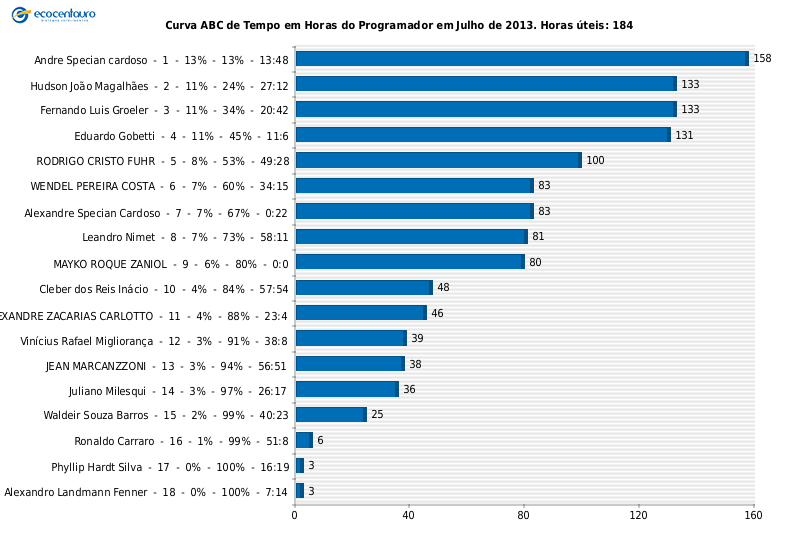 ecocentauro
Curva ABC de Tempo em Horas do Programador em Julho de 2013. Horas úteis: 184
Andre Specian cardoso - 1 - 13% - 13% - 13:48 158
Hudson João Magalhães - 2 - 11% - 24% - 27:12 133
Fernando Luis Groeler - 3 - 11% - 34% - 20:42 133
Eduardo Gobetti - 4 - 11% - 45% - 11:6 131
RODRIGO CRISTO FUHR - 5 - 8% - 53% - 49:28 100
WENDEL PEREIRA COSTA - 6 - 7% - 60% - 34:15 83
Alexandre Specian Cardoso - 7 - 7% - 67% - 0:22 83
Leandro Nimet - 8 - 7% - 73% - 58:11 81
MAYKO ROQUE ZANIOL - 9 - 6% - 80% - 0:0 80
Cleber dos Reis Inácio - 10 - 4% - 84% - 57:54 48
EXANDRE ZACARIAS CARLOTTO - 11 - 4% - 88% - 23:4 46
Vinícius Rafael Migliorança - 12 - 3% - 91% - 38:8 39
JEAN MARCANZZONI - 13 - 3% - 94% - 56:51 38
Juliano Milesqui - 14 - 3% - 97% - 26:17 36
Waldeir Souza Barros - 15 - 2% - 99% - 40:23 25
Ronaldo Carraro - 16 - 1% - 99% - 51:8 6
Phyllip Hardt Silva - 17 - 0% - 100% - 16:19 3
Alexandro Landmann Fenner - 18 - 0% - 100% - 7:14 3
0 40 80 120 160